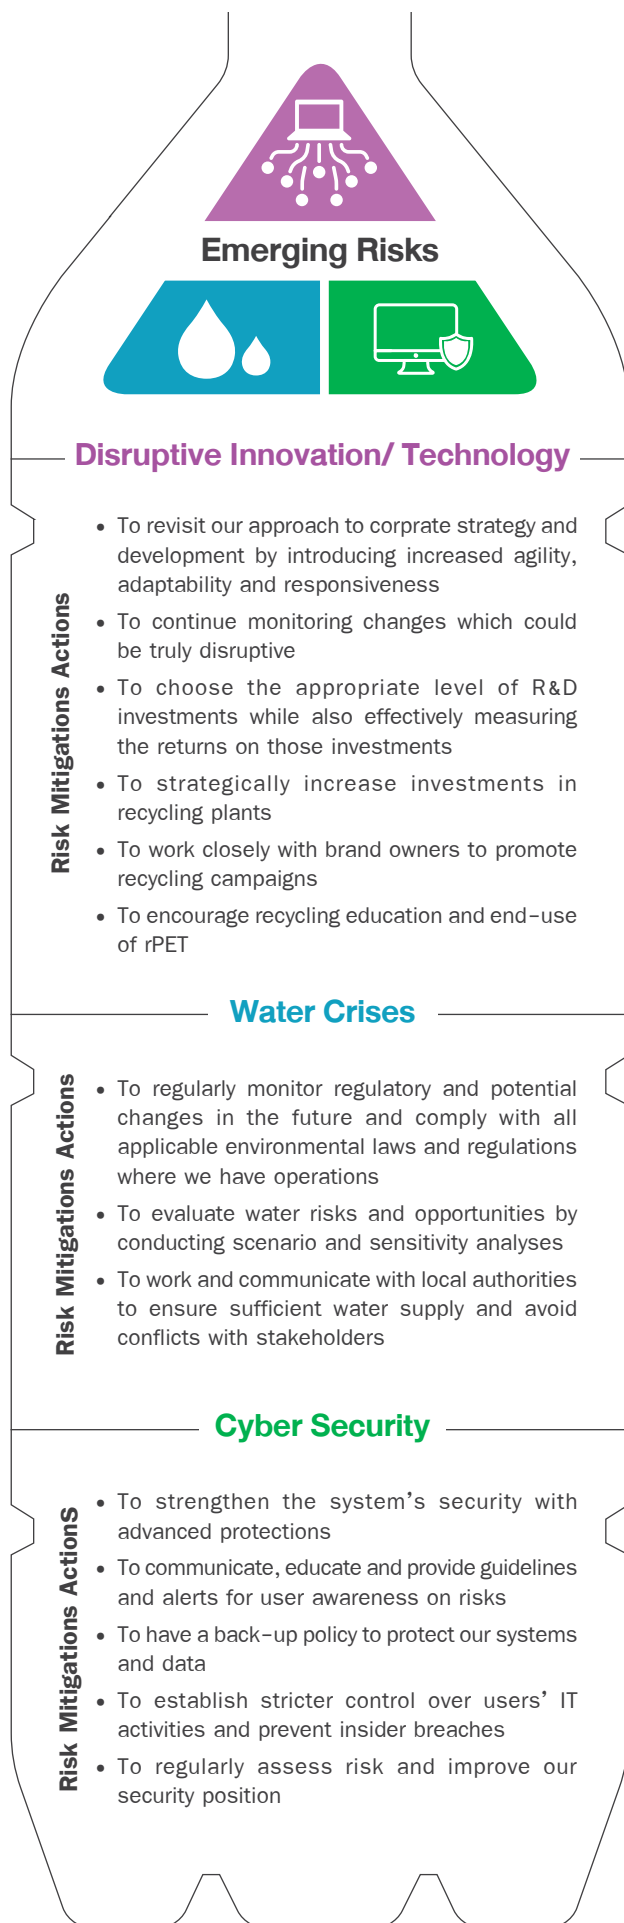 Emerging Risks
Disruptive Innovation/ Technology
Risk Mitigations Actions
• To revisit our approach to corprate strategy and
development by introducing increased agility,
adaptability and responsiveness
• To continue monitoring changes which could
be truly disruptive
• To choose the appropriate level of R&D
investments while also effectively measuring
the returns on those investments
• To strategically increase investments in
recycling plants
• To work closely with brand owners to promote
recycling campaigns
• To encourage recycling education and end-use
of rPET
Water Crises
Risk Mitigations Actions
• To regularly monitor regulatory and potential
changes in the future and comply with all
applicable environmental laws and regulations
where we have operations
• To evaluate water risks and opportunities by
conducting scenario and sensitivity analyses
• To work and communicate with local authorities
to ensure sufficient water supply and avoid
conflicts with stakeholders
Cyber Security
Risk Mitigations Actions
• To strengthen the system's security with
advanced protections
• To communicate, educate and provide guidelines
and alerts for user awareness on risks
• To have a back-up policy to protect our systems
and data
• To establish stricter control over users' IT
activities and prevent insider breaches
• To regularly assess risk and improve our
security position